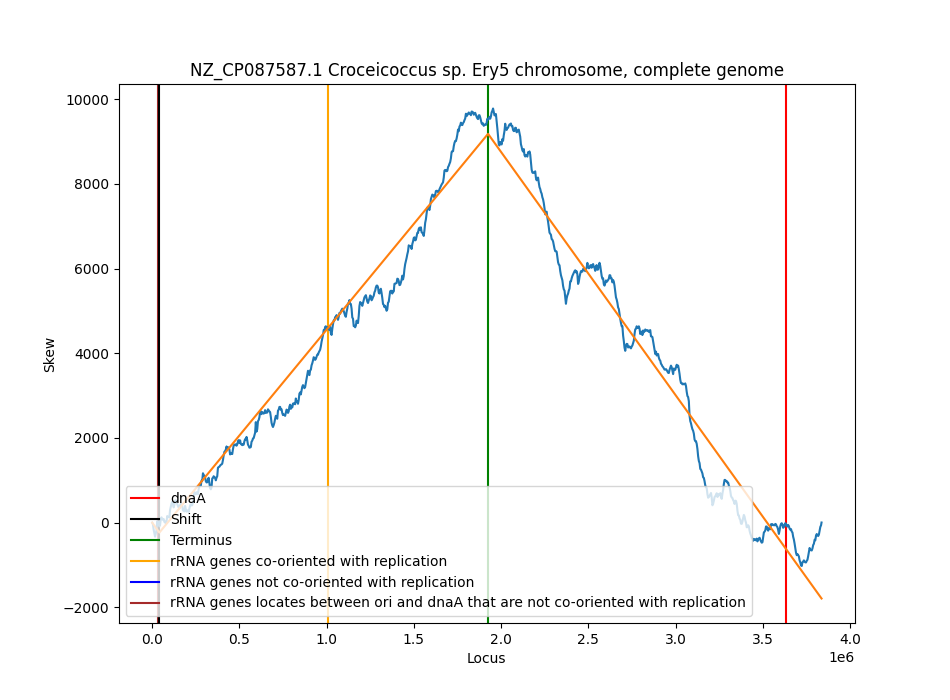 NZ_CP087587.1 Croceicoccus sp. Ery5 chromosome, complete genome
10000
8000
6000
4000
2000
0
−2000
Skew
dnaA
Shift
Terminus
rRNA genes co-oriented with replication
rRNA genes not co-oriented with replication
rRNA genes locates between ori and dnaA that are not co-oriented with replication
0.0 0.5 1.0 1.5 2.0 2.5 3.0 3.5 4.0
1e6
Locus